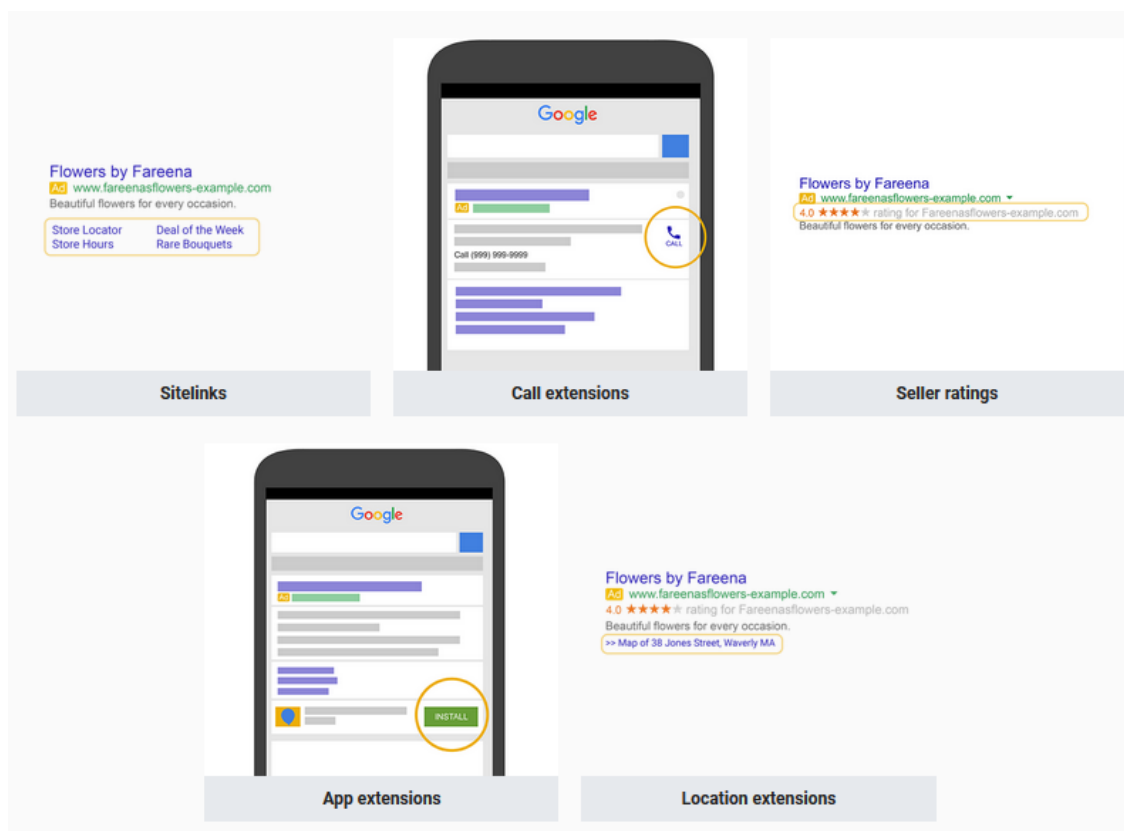 Flowers by Fareena
Ad www.fareenasflowers-example.com
Beautiful flowers for every occasion.
Store Locator Deal of the Week
Store Hours Rare Bouquets
Sitelinks
Google
Ad
CALL
Call (999) 999-9999
Call extensions
Flowers by Fareena
Ad www.fareenasflowers-example.com
4.0 ★★★★★ rating for Fareenasflowers-example.com
Beautiful flowers for every occasion.
Seller ratings
Google
Ad
INSTALL
App extensions
Flowers by Fareena
Ad www.fareenasflowers-example.com
4.0 ★★★★★ rating for Fareenasflowers-example.com
Beautiful flowers for every occasion.
>> Map of 38 Jones Street, Waverly MA
Location extensions